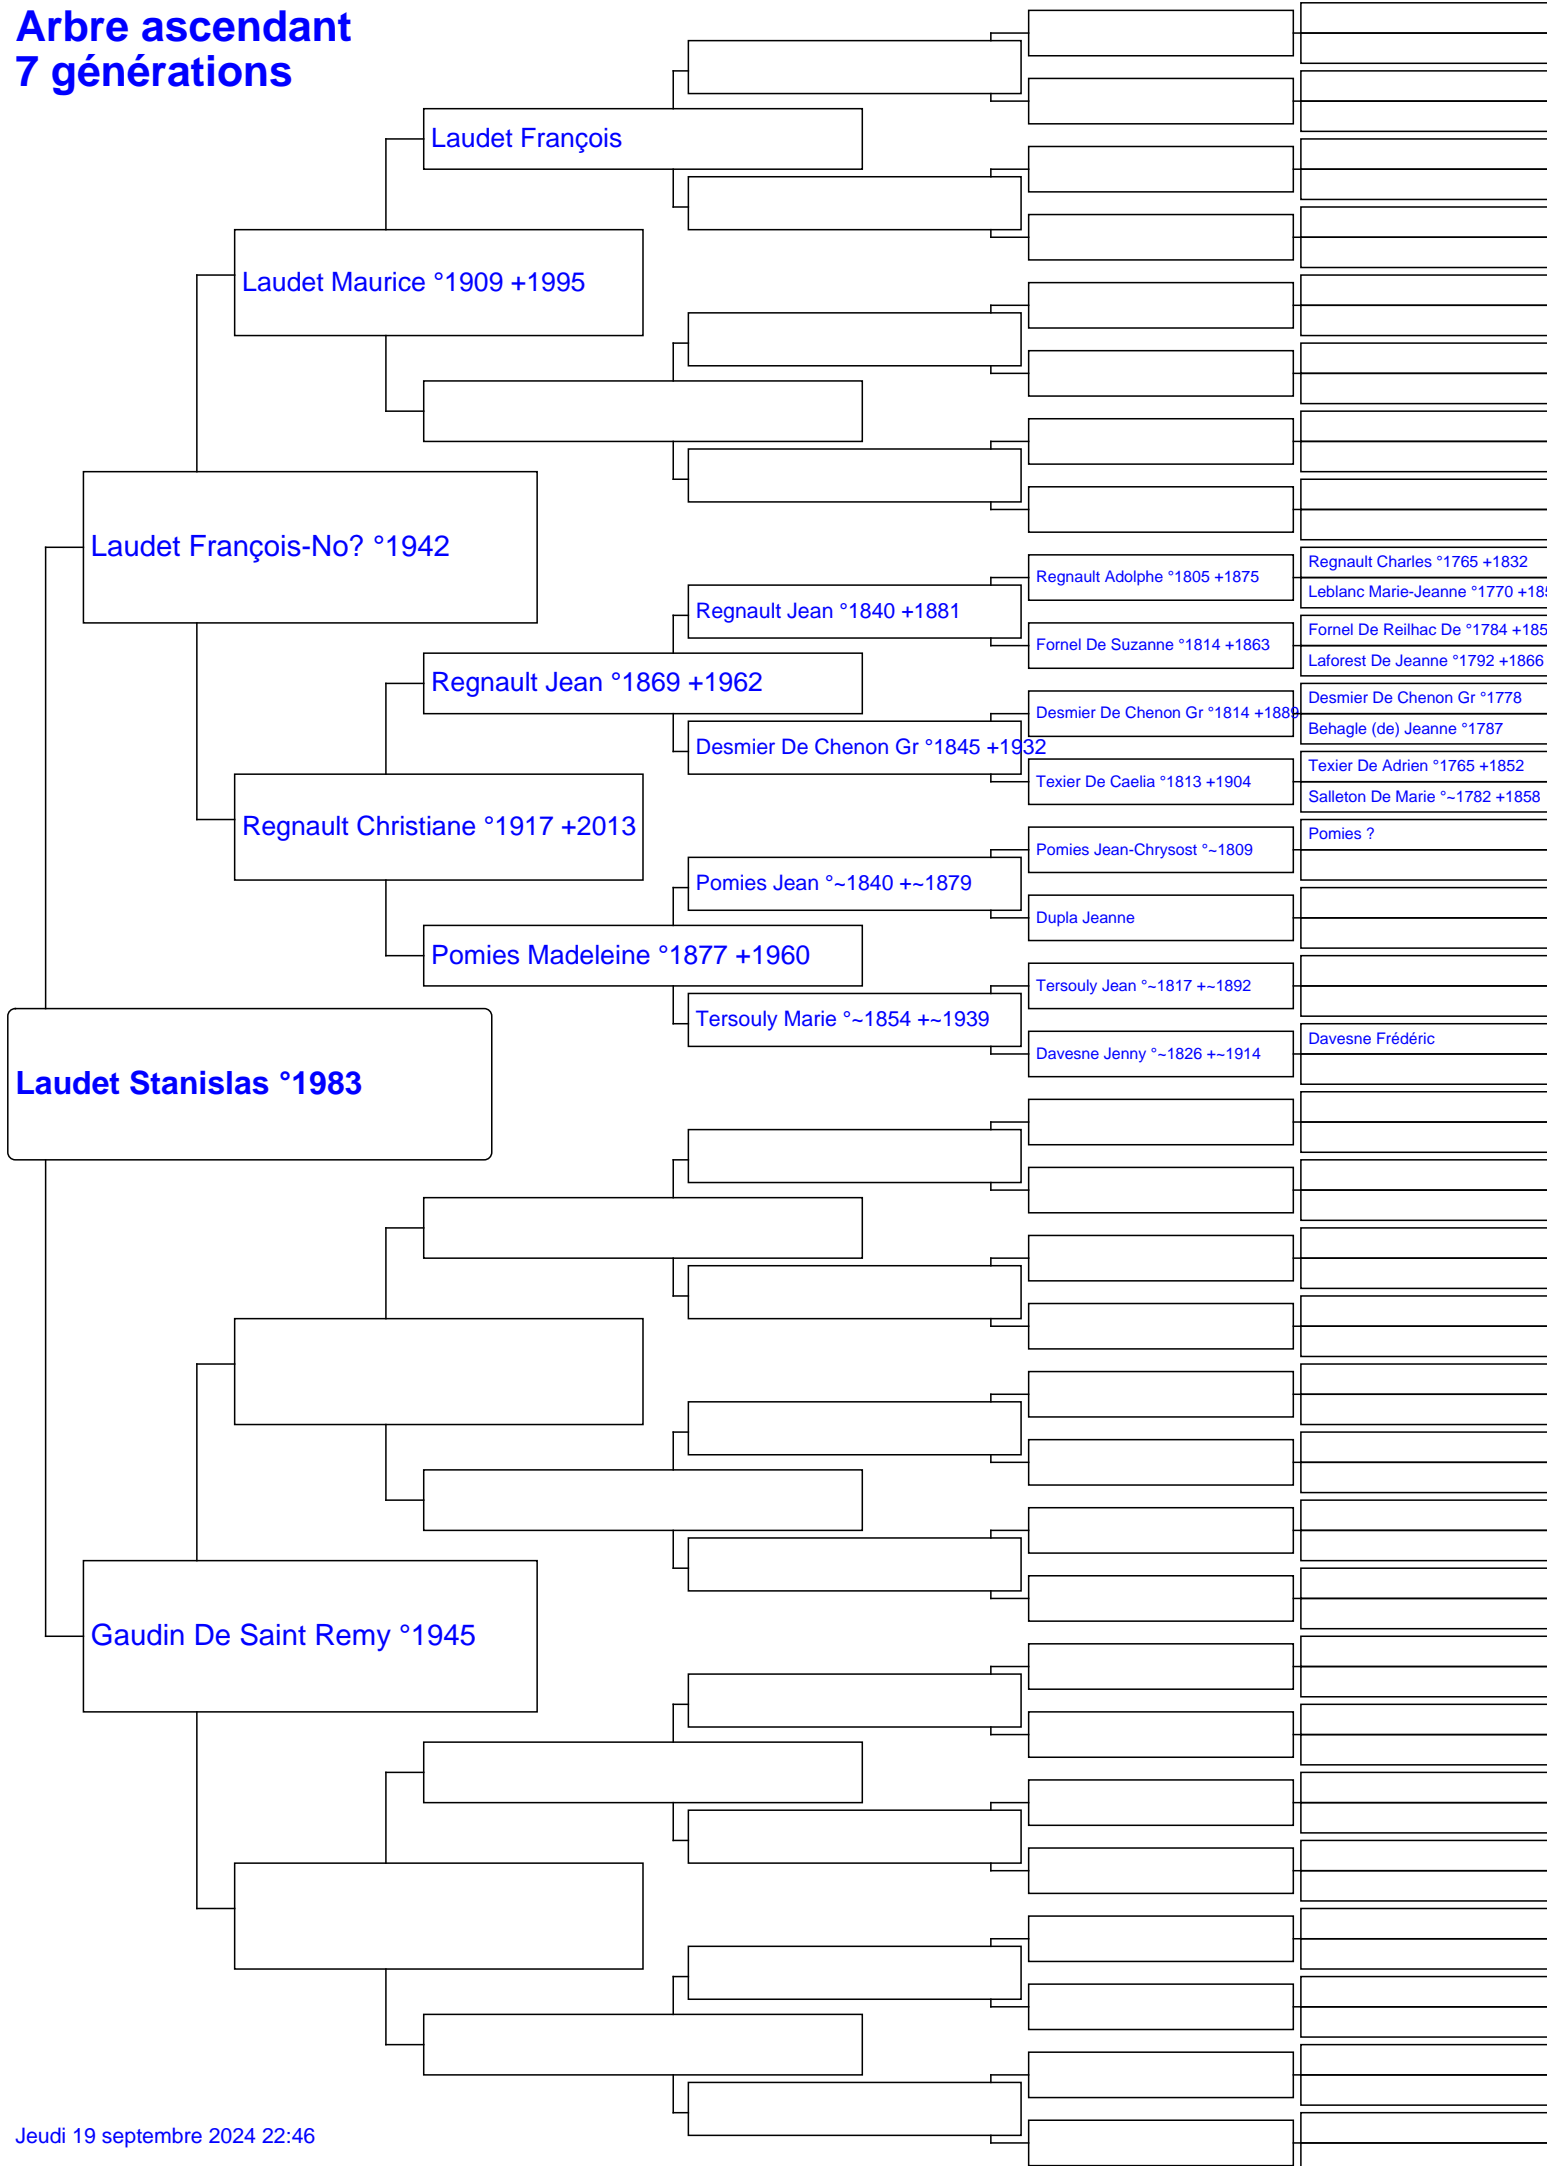 Arbre ascendant
7 générations
Laudet François
Laudet Maurice °1909 +1995
Laudet François-No? °1942
Regnault Adolphe °1805 +1875
Regnault Charles °1765 +1832
Leblanc Marie-Jeanne °1770 +185
Regnault Jean °1840 +1881
Fornel De Suzanne °1814 +1863
Fornel De Reilhac De °1784 +185
Laforest De Jeanne °1792 +1866
Regnault Jean °1869 +1962
Desmier De Chenon Gr °1814 +1889
Desmier De Chenon Gr °1778
Behagle (de) Jeanne °1787
Desmier De Chenon Gr °1845 +1932
Texier De Caelia °1813 +1904
Texier De Adrien °1765 +1852
Salleton De Marie °~1782 +1858
Regnault Christiane °1917 +2013
Pomies Jean-Chrysost °~1809
Pomies ?
Pomies Jean °~1840 +~1879
Dupla Jeanne
Pomies Madeleine °1877 +1960
Tersouly Jean °~1817 +~1892
Tersouly Marie °~1854 +~1939
Davesne Jenny °~1826 +~1914
Davesne Frédéric
Laudet Stanislas °1983
Gaudin De Saint Remy °1945
Jeudi 19 septembre 2024 22:46